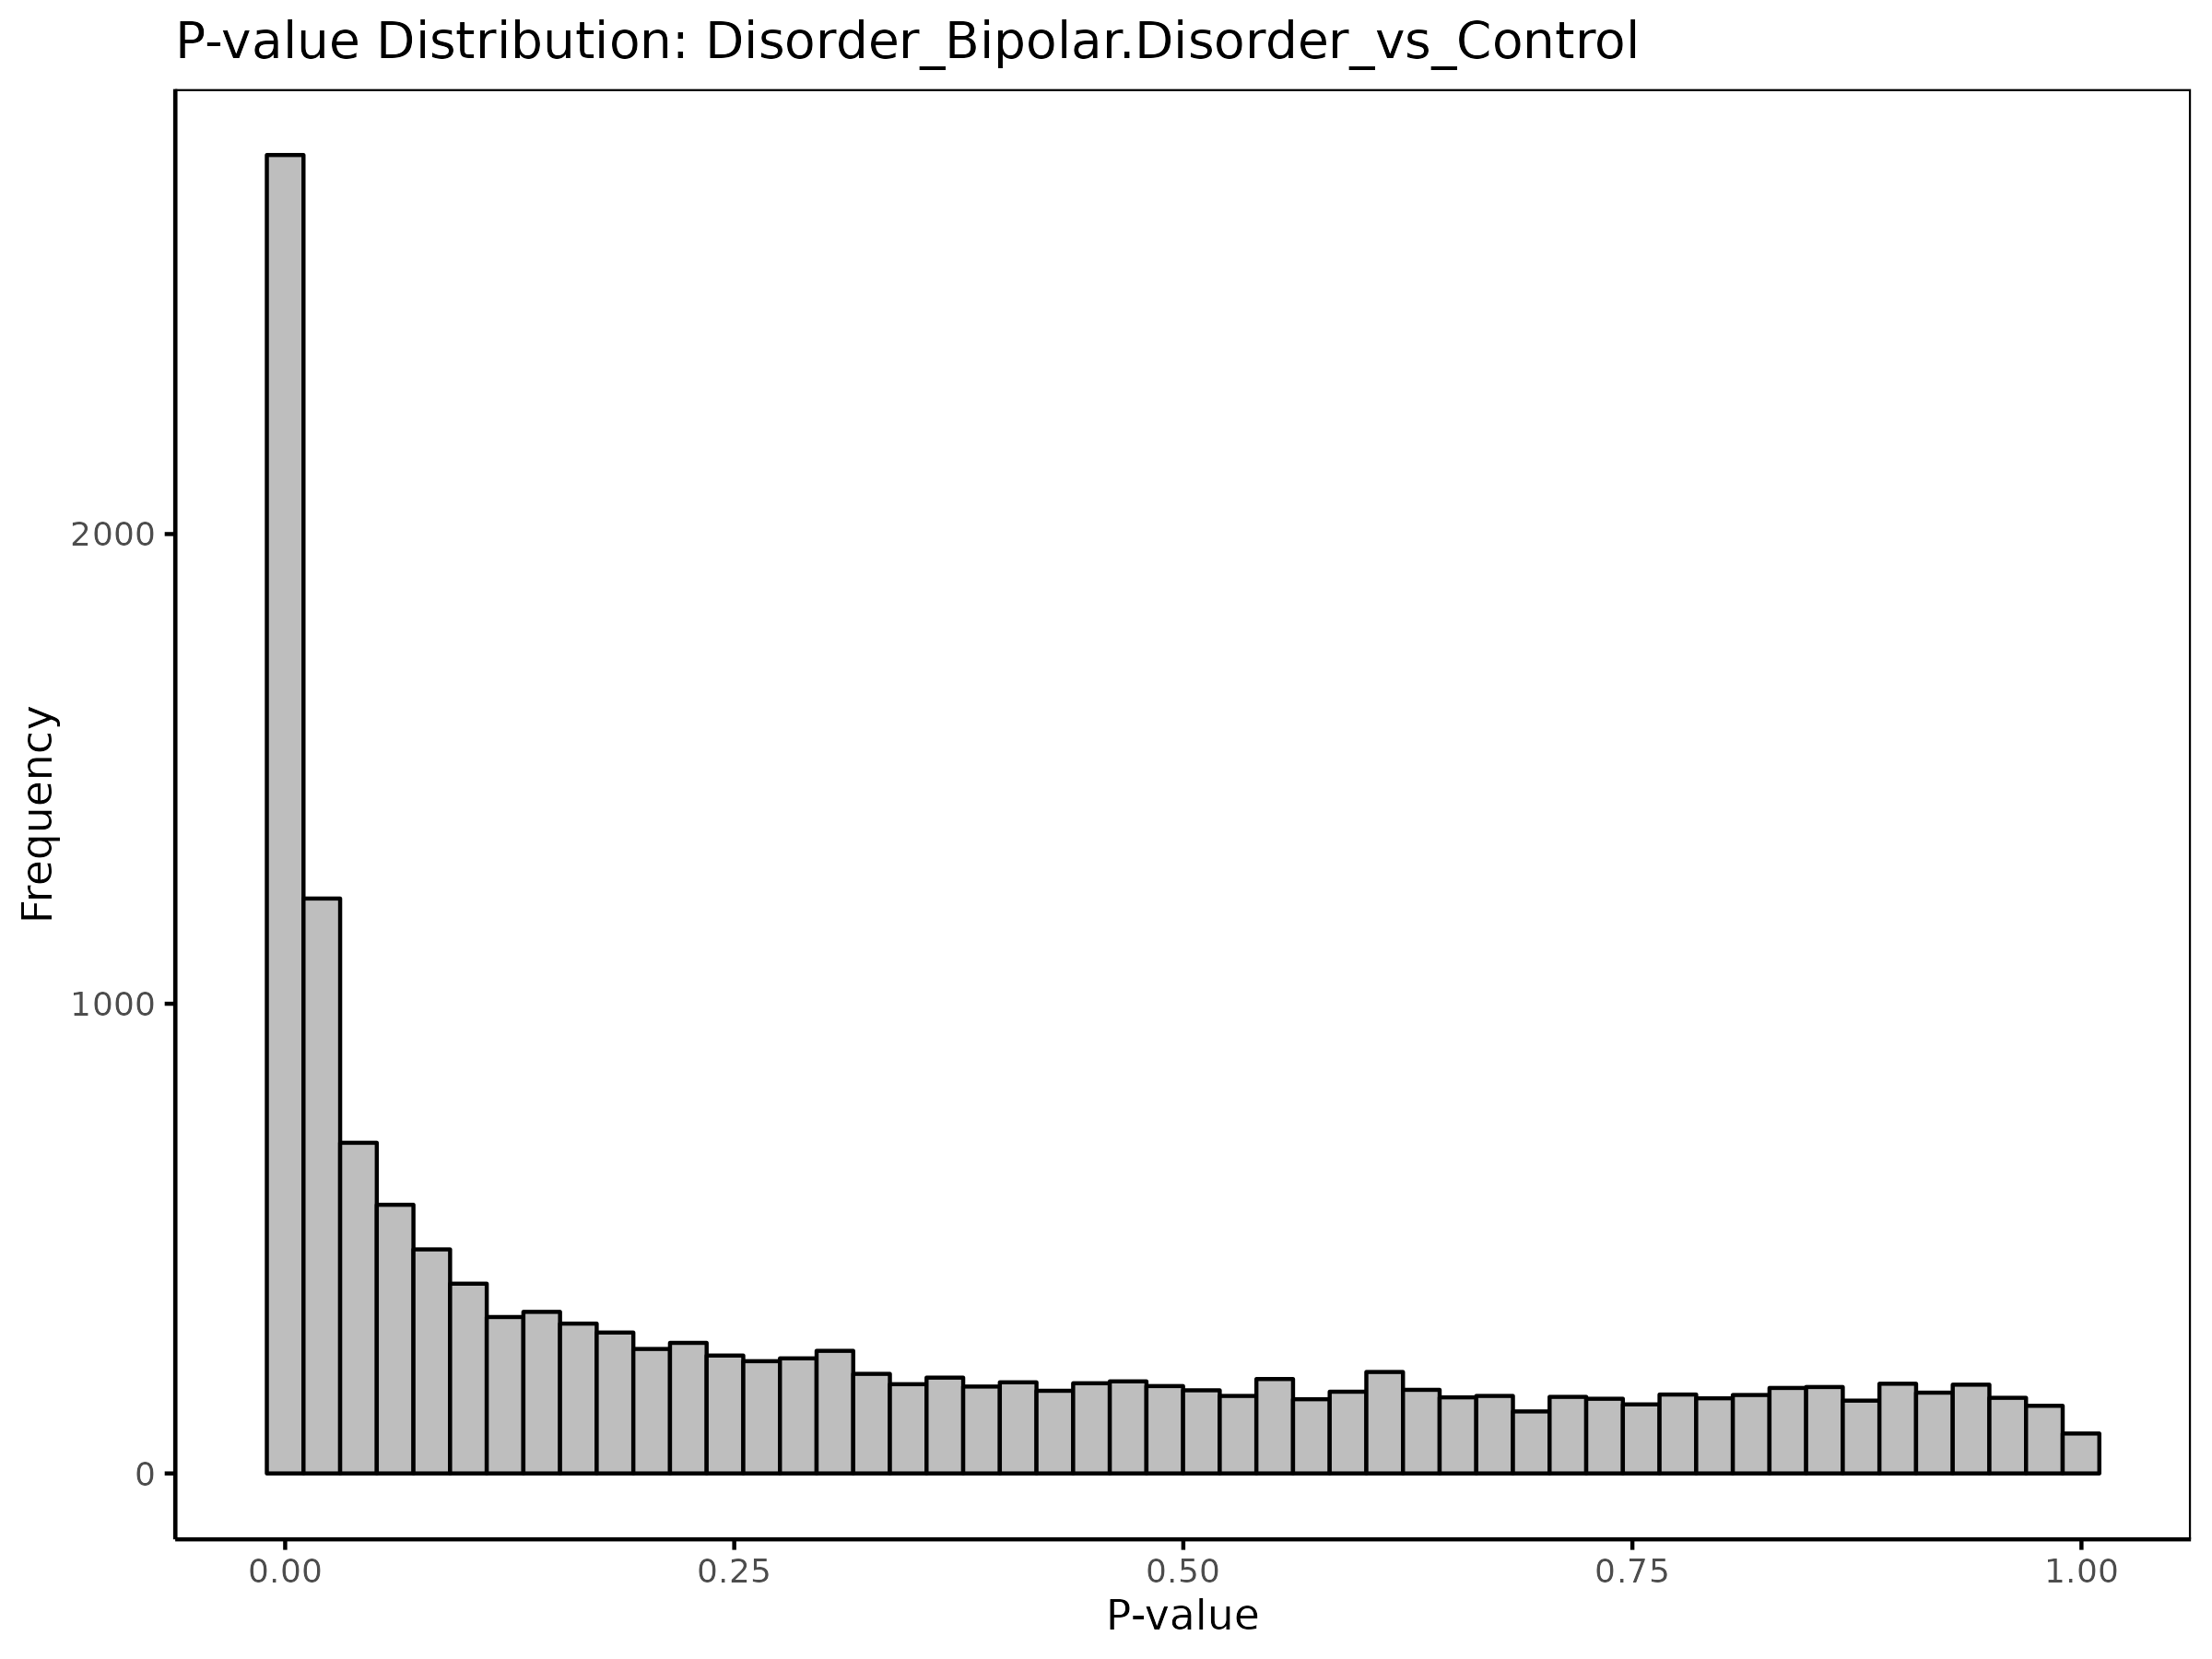 P-value Distribution: Disorder_Bipolar.Disorder_vs_Control
Frequency
2000
1000
0
0.00 0.25 0.50 0.75 1.00
P-value